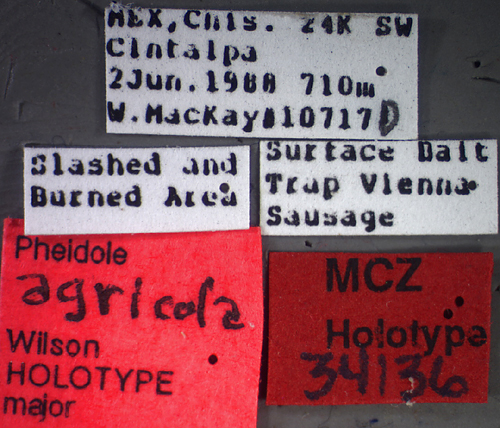 MEX, Chis. 24K SW
Cintalpa
2Jun.1988 710m
W.MacKay#10717D
Slashed and
Burned Area
Surface Bait
Trap Vienna
Sausage
Pheidole
agricola
Wilson
HOLOTYPE
major
MCZ
Holotype
34136